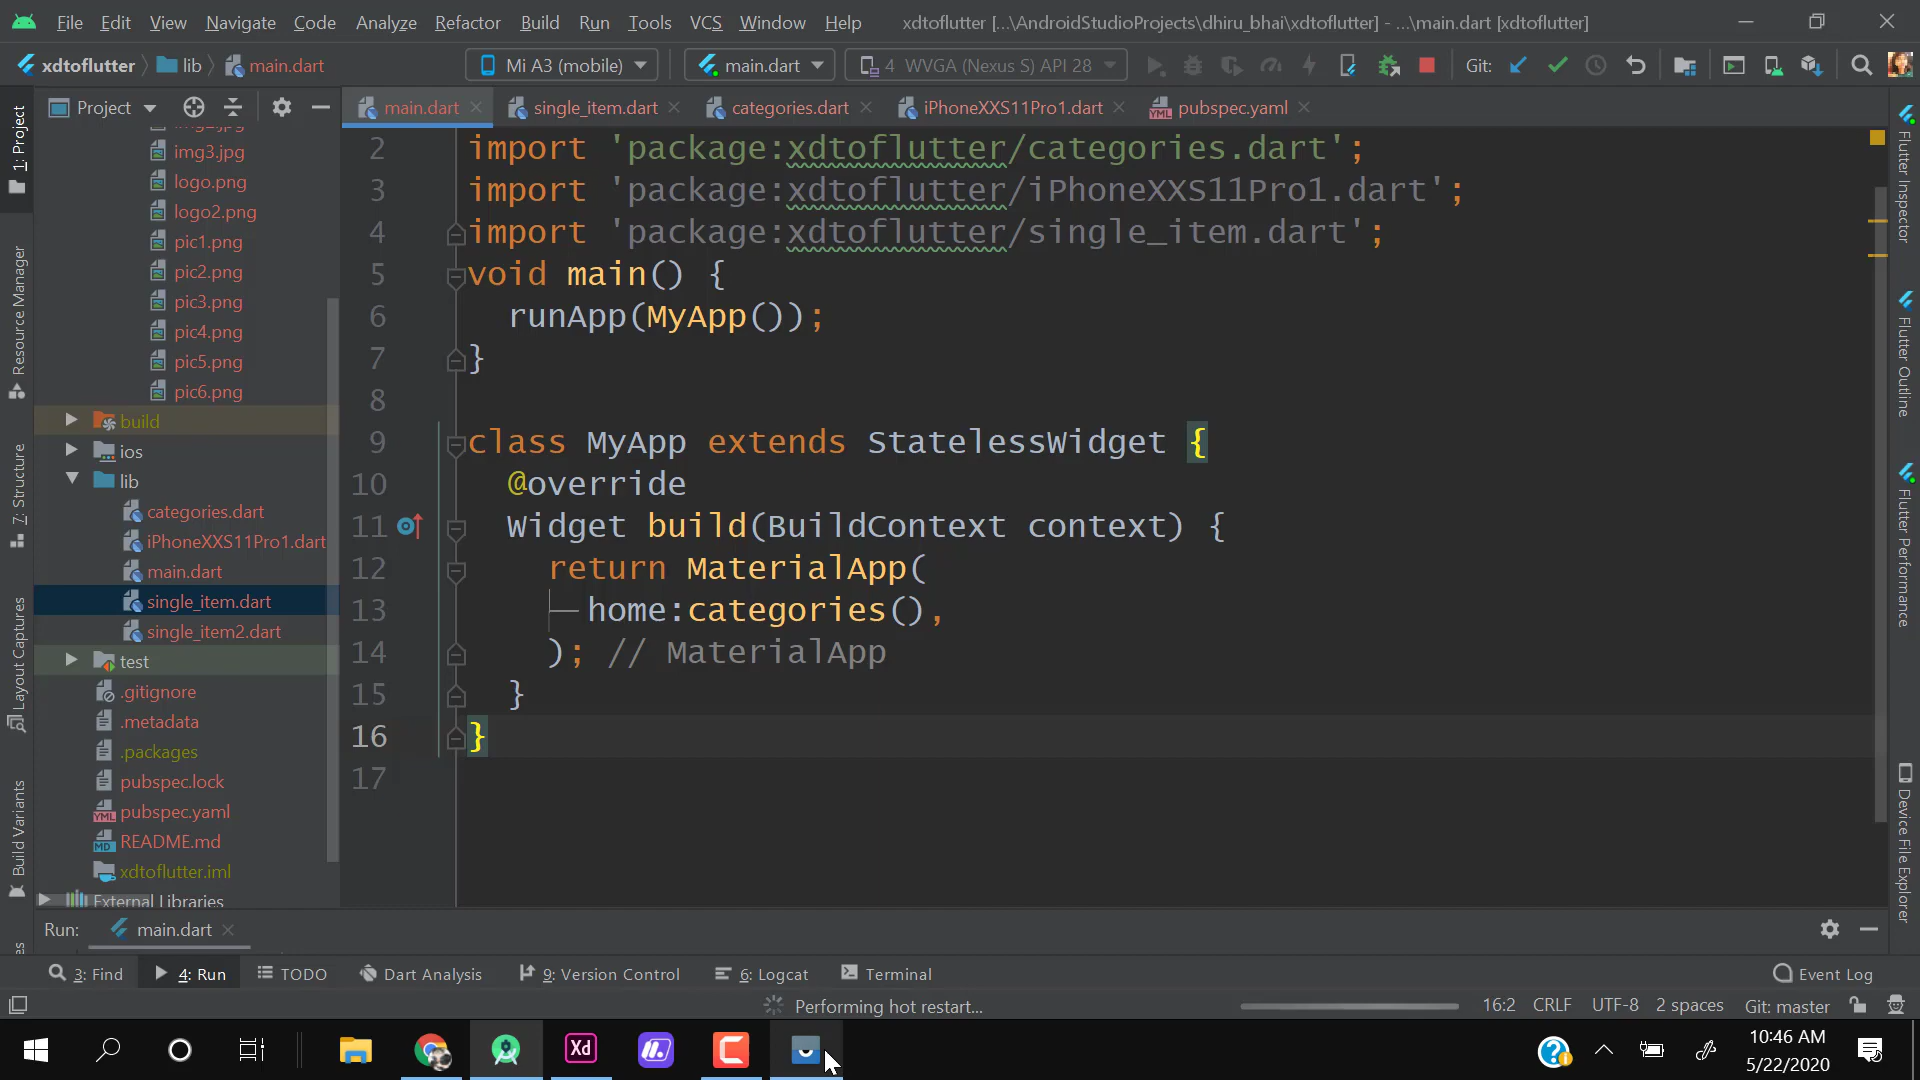 File Edit View Navigate Code Analyze Refactor Build Run Tools VCS Window Help xdtoflutter [...\AndroidStudioProjects\dhiru_bhai\xdtoflutter] - ...\main.dart [xdtoflutter]
xdtoflutter lib main.dart Mi A3 (mobile) main.dart 4 WVGA (Nexus S) API 28 Git:
Project main.dart single_item.dart categories.dart iPhoneXXS11Pro1.dart pubspec.yaml
img3.jpg
logo.png
logo2.png
pic1.png
pic2.png
pic3.png
pic4.png
pic5.png
pic6.png
build
ios
lib
categories.dart
iPhoneXXS11Pro1.dart
main.dart
single_item.dart
single_item2.dart
test
.gitignore
.metadata
.packages
pubspec.lock
pubspec.yaml
README.md
xdtoflutter.iml
External Libraries
1: Project
Resource Manager
7: Structure
Layout Captures
Build Variants
2 import 'package:xdtoflutter/categories.dart';
3 import 'package:xdtoflutter/iPhoneXXS11Pro1.dart';
4 import 'package:xdtoflutter/single_item.dart';
5 void main() {
6 runApp(MyApp());
7 }
8
9 class MyApp extends StatelessWidget {
10 @override
11 Widget build(BuildContext context) {
12 return MaterialApp(
13 home:categories(),
14 ); // MaterialApp
15 }
16 }
17
Flutter Inspector
Flutter Outline
Flutter Performance
Device File Explorer
Run: main.dart
3: Find 4: Run TODO Dart Analysis 9: Version Control 6: Logcat Terminal Event Log
Performing hot restart... 16:2 CRLF UTF-8 2 spaces Git: master
Xd
10:46 AM
5/22/2020